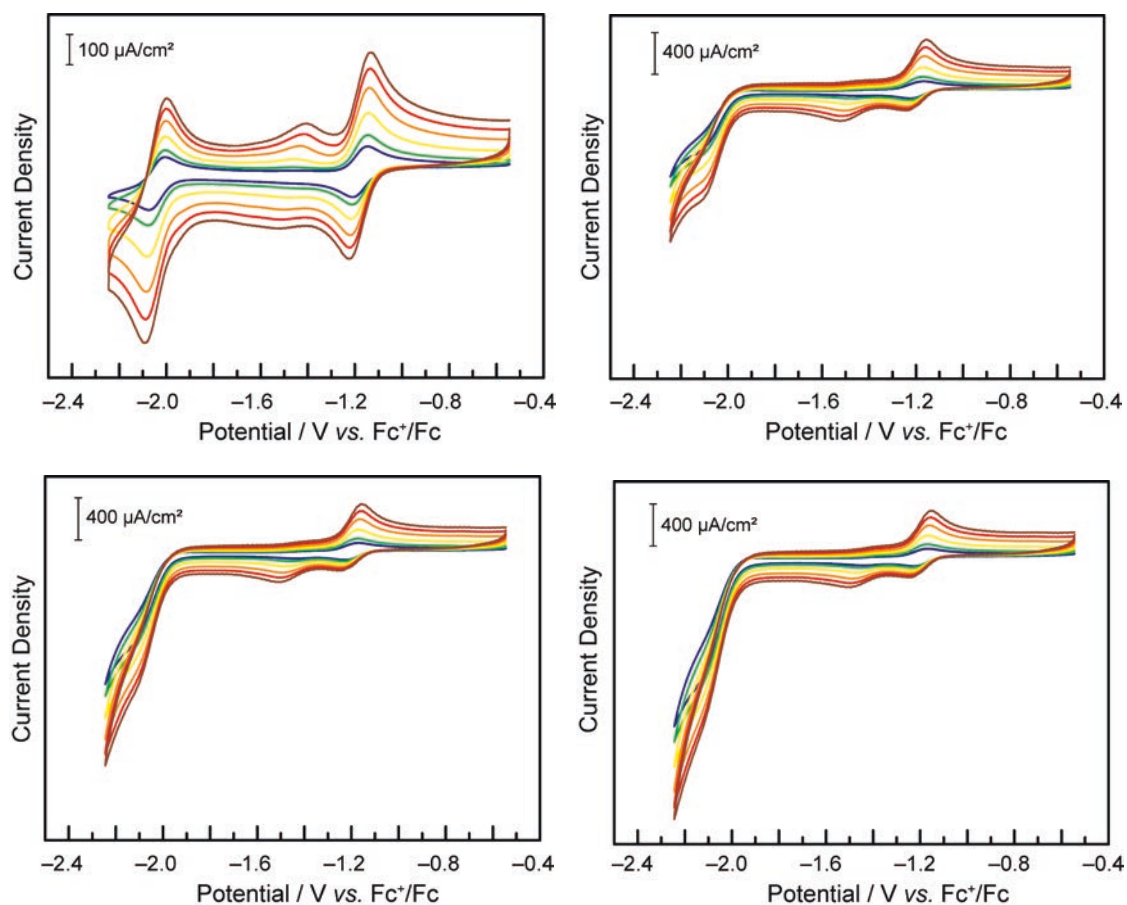 100 µA/cm²
Current Density
–2.4 –2.0 –1.6 –1.2 –0.8 –0.4
Potential / V vs. Fc⁺/Fc
400 µA/cm²
Current Density
–2.4 –2.0 –1.6 –1.2 –0.8 –0.4
Potential / V vs. Fc⁺/Fc
400 µA/cm²
Current Density
–2.4 –2.0 –1.6 –1.2 –0.8 –0.4
Potential / V vs. Fc⁺/Fc
400 µA/cm²
Current Density
–2.4 –2.0 –1.6 –1.2 –0.8 –0.4
Potential / V vs. Fc⁺/Fc